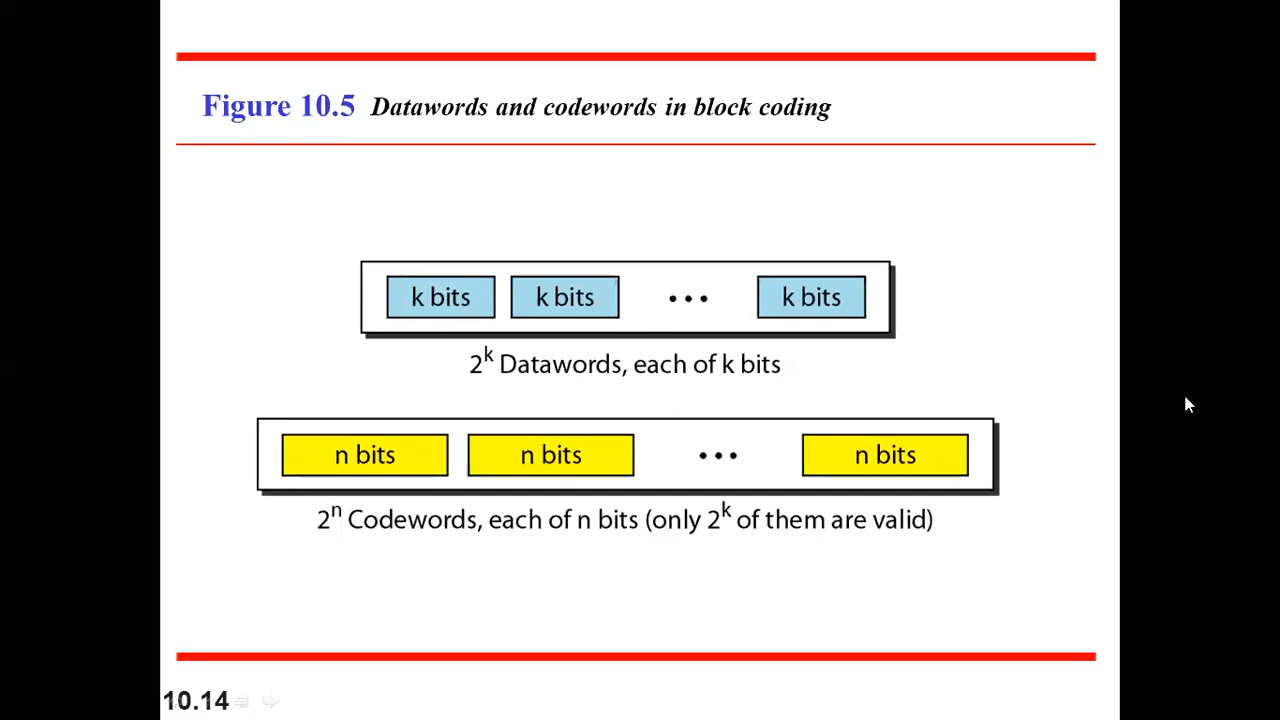 Figure 10.5 Datawords and codewords in block coding
k bits k bits ... k bits
2^k Datawords, each of k bits
n bits n bits ... n bits
2^n Codewords, each of n bits (only 2^k of them are valid)
10.14